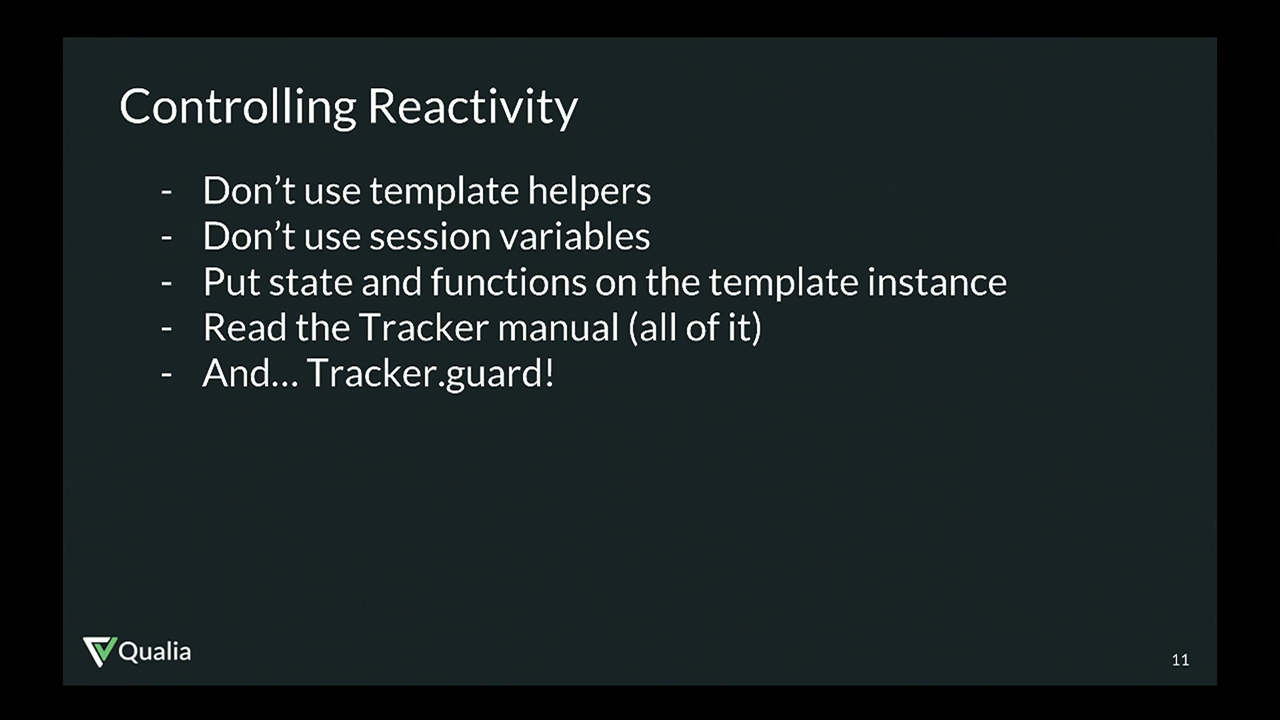 Controlling Reactivity
- Don’t use template helpers
- Don’t use session variables
- Put state and functions on the template instance
- Read the Tracker manual (all of it)
- And… Tracker.guard!
Qualia
11